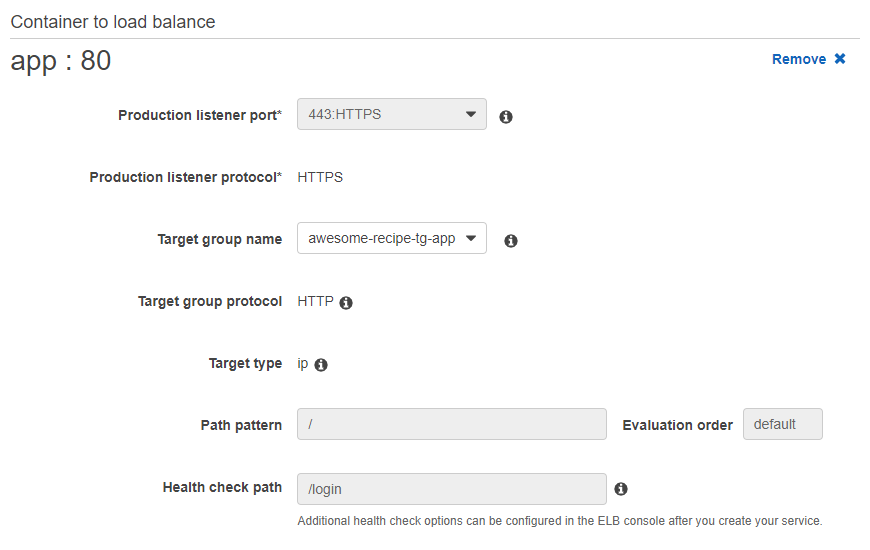 Container to load balance
app : 80
Remove ✖
Production listener port* 443:HTTPS
Production listener protocol* HTTPS
Target group name awesome-recipe-tg-app
Target group protocol HTTP
Target type ip
Path pattern / Evaluation order default
Health check path /login
Additional health check options can be configured in the ELB console after you create your service.